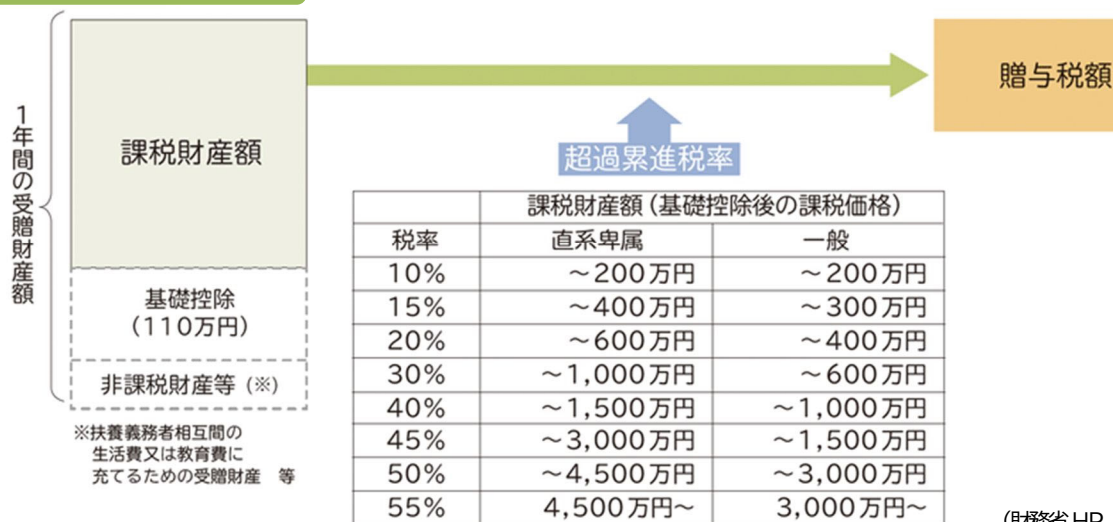 1年間の受贈財産額
課税財産額
基礎控除
(110万円)
非課税財産等 (※)
※扶養義務者相互間の
生活費又は教育費に
充てるための受贈財産 等
贈与税額
超過累進税率
課税財産額 (基礎控除後の課税価格)
税率 直系卑属 一般
10% ～200万円 ～200万円
15% ～400万円 ～300万円
20% ～600万円 ～400万円
30% ～1,000万円 ～600万円
40% ～1,500万円 ～1,000万円
45% ～3,000万円 ～1,500万円
50% ～4,500万円 ～3,000万円
55% 4,500万円～ 3,000万円～
(財務省 HP